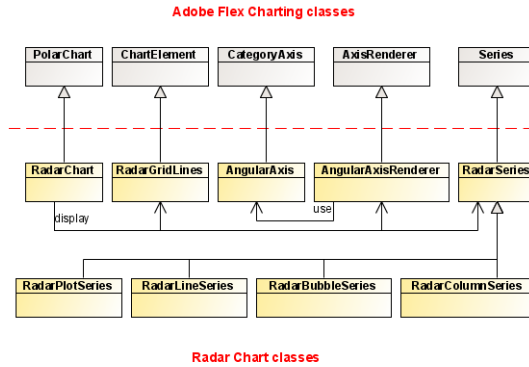 Adobe Flex Charting classes
PolarChart ChartElement CategoryAxis AxisRenderer Series
RadarChart RadarGridLines AngularAxis AngularAxisRenderer RadarSeries
display use
RadarPlotSeries RadarLineSeries RadarBubbleSeries RadarColumnSeries
Radar Chart classes